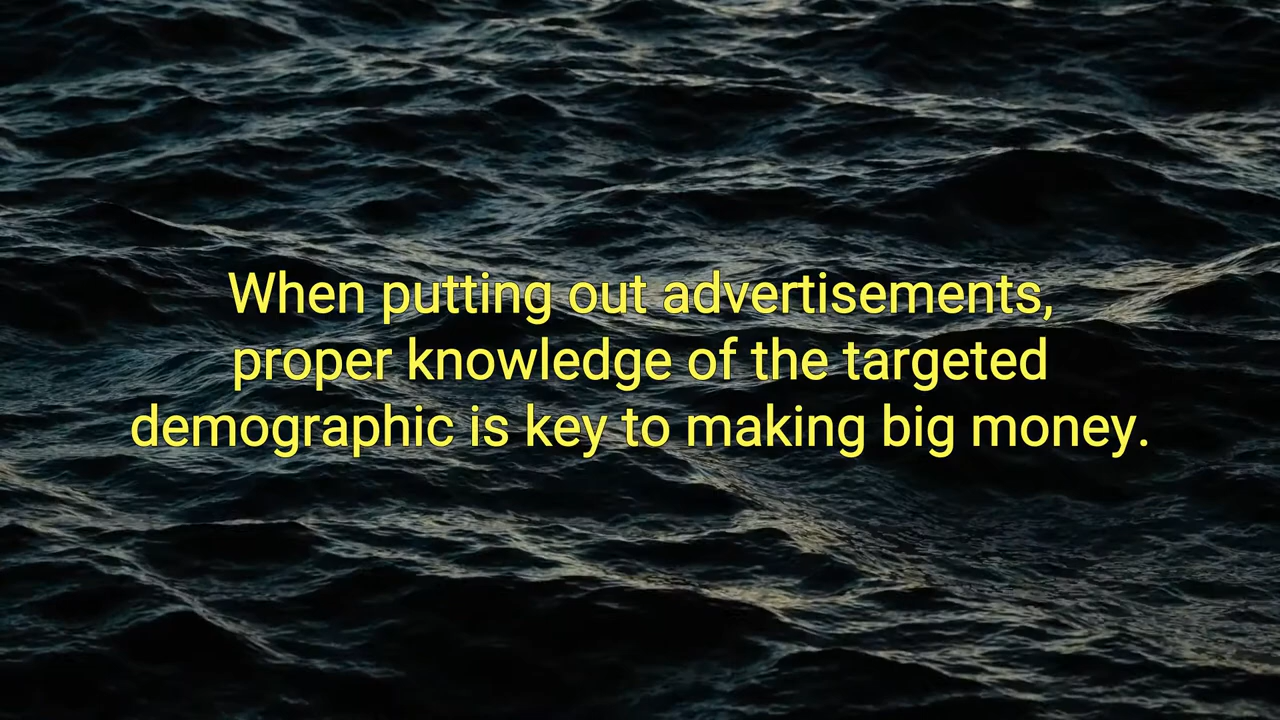 When putting out advertisements,
proper knowledge of the targeted
demographic is key to making big money.